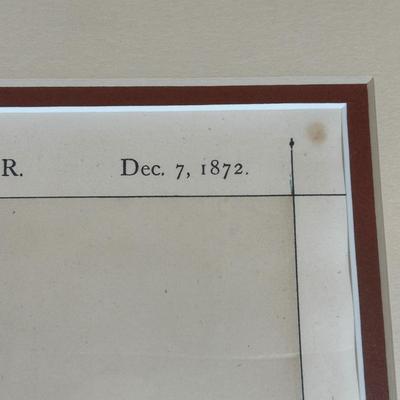 R. Dec. 7, 1872.